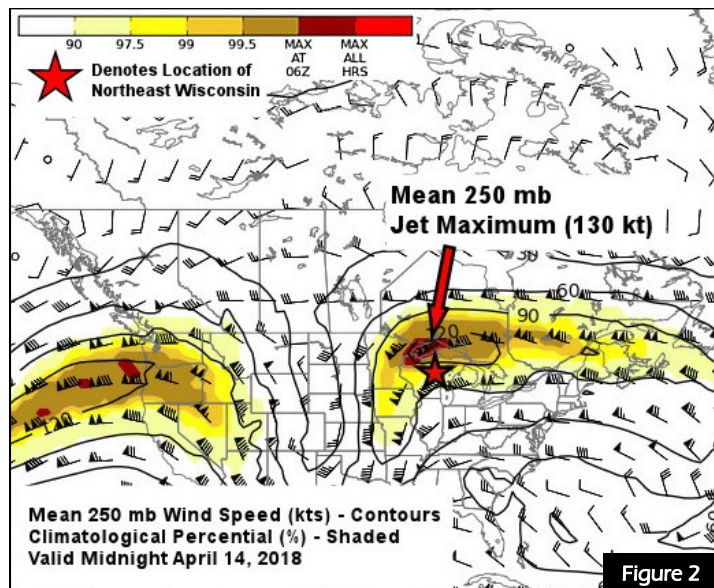 90 97.5 99 99.5 MAX AT 06Z MAX ALL HRS
Denotes Location of
Northeast Wisconsin
Mean 250 mb
Jet Maximum (130 kt)
60
90
120
120
Mean 250 mb Wind Speed (kts) - Contours
Climatological Percential (%) - Shaded
Valid Midnight April 14, 2018
Figure 2